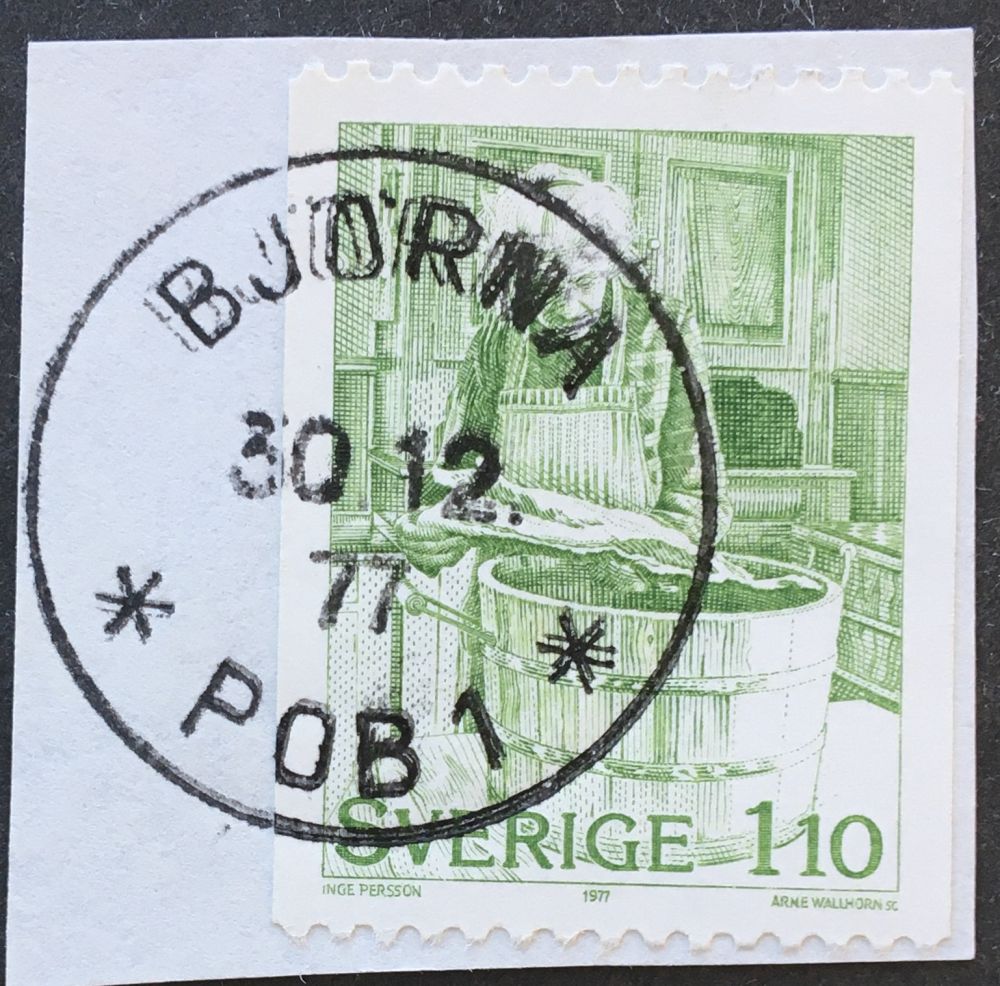 BJÖRNA
30.12.
77
* POB 1 *
SVERIGE 110
INGE PERSSON 1977 ARNE WALLHORN SC